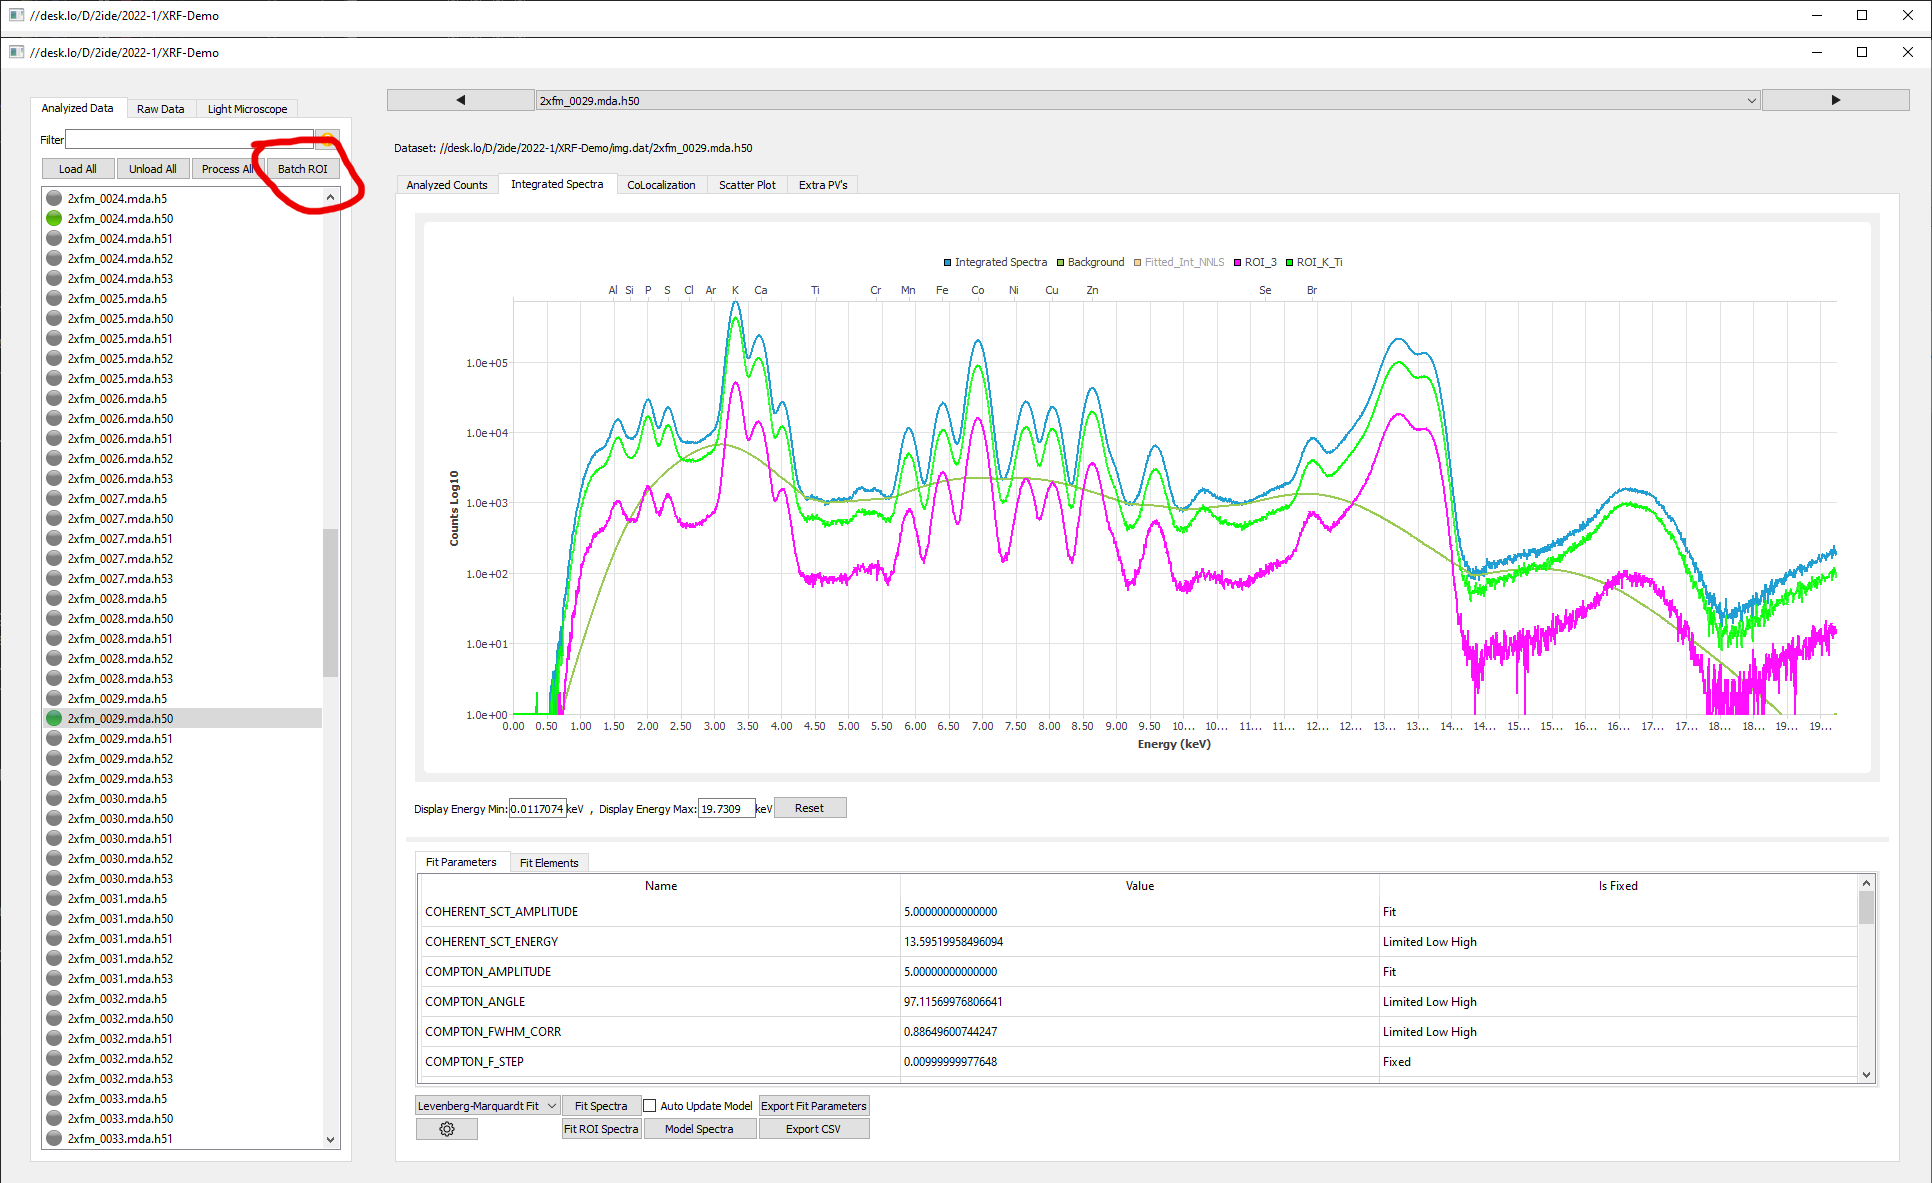 //desk.lo/D/2ide/2022-1/XRF-Demo
//desk.lo/D/2ide/2022-1/XRF-Demo
Analyized Data Raw Data Light Microscope
Filter
Load All Unload All Process All Batch ROI
2xfm_0024.mda.h5
2xfm_0024.mda.h50
2xfm_0024.mda.h51
2xfm_0024.mda.h52
2xfm_0024.mda.h53
2xfm_0025.mda.h5
2xfm_0025.mda.h50
2xfm_0025.mda.h51
2xfm_0025.mda.h52
2xfm_0025.mda.h53
2xfm_0026.mda.h5
2xfm_0026.mda.h50
2xfm_0026.mda.h51
2xfm_0026.mda.h52
2xfm_0026.mda.h53
2xfm_0027.mda.h5
2xfm_0027.mda.h50
2xfm_0027.mda.h51
2xfm_0027.mda.h52
2xfm_0027.mda.h53
2xfm_0028.mda.h5
2xfm_0028.mda.h50
2xfm_0028.mda.h51
2xfm_0028.mda.h52
2xfm_0028.mda.h53
2xfm_0029.mda.h5
2xfm_0029.mda.h50
2xfm_0029.mda.h51
2xfm_0029.mda.h52
2xfm_0029.mda.h53
2xfm_0030.mda.h5
2xfm_0030.mda.h50
2xfm_0030.mda.h51
2xfm_0030.mda.h52
2xfm_0030.mda.h53
2xfm_0031.mda.h5
2xfm_0031.mda.h50
2xfm_0031.mda.h51
2xfm_0031.mda.h52
2xfm_0031.mda.h53
2xfm_0032.mda.h5
2xfm_0032.mda.h50
2xfm_0032.mda.h51
2xfm_0032.mda.h52
2xfm_0032.mda.h53
2xfm_0033.mda.h5
2xfm_0033.mda.h50
2xfm_0033.mda.h51
2xfm_0029.mda.h50
Dataset: //desk.lo/D/2ide/2022-1/XRF-Demo/img.dat/2xfm_0029.mda.h50
Analyzed Counts Integrated Spectra CoLocalization Scatter Plot Extra PV's
Integrated Spectra Background Fitted_Int_NNLS ROI_3 ROI_K_Ti
Al Si P S Cl Ar K Ca Ti Cr Mn Fe Co Ni Cu Zn Se Br
1.0e+05
1.0e+04
1.0e+03
1.0e+02
1.0e+01
1.0e+00
Counts Log10
0.00 0.50 1.00 1.50 2.00 2.50 3.00 3.50 4.00 4.50 5.00 5.50 6.00 6.50 7.00 7.50 8.00 8.50 9.00 9.50 10... 10... 11... 11... 12... 12... 13... 13... 14... 14... 15... 15... 16... 16... 17... 17... 18... 18... 19... 19...
Energy (keV)
Display Energy Min: 0.0117074 keV , Display Energy Max: 19.7309 keV Reset
Fit Parameters Fit Elements
Name Value Is Fixed
COHERENT_SCT_AMPLITUDE 5.00000000000000 Fit
COHERENT_SCT_ENERGY 13.59519958496094 Limited Low High
COMPTON_AMPLITUDE 5.00000000000000 Fit
COMPTON_ANGLE 97.11569976806641 Limited Low High
COMPTON_FWHM_CORR 0.88649600744247 Limited Low High
COMPTON_F_STEP 0.00999999977648 Fixed
Levenberg-Marquardt Fit Fit Spectra Auto Update Model Export Fit Parameters
Fit ROI Spectra Model Spectra Export CSV